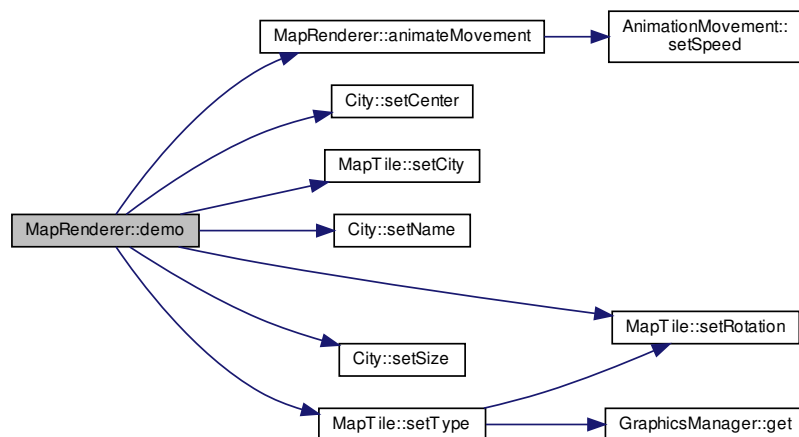 MapRenderer::animateMovement
AnimationMovement::
setSpeed
City::setCenter
MapTile::setCity
MapRenderer::demo
City::setName
MapTile::setRotation
City::setSize
MapTile::setType
GraphicsManager::get